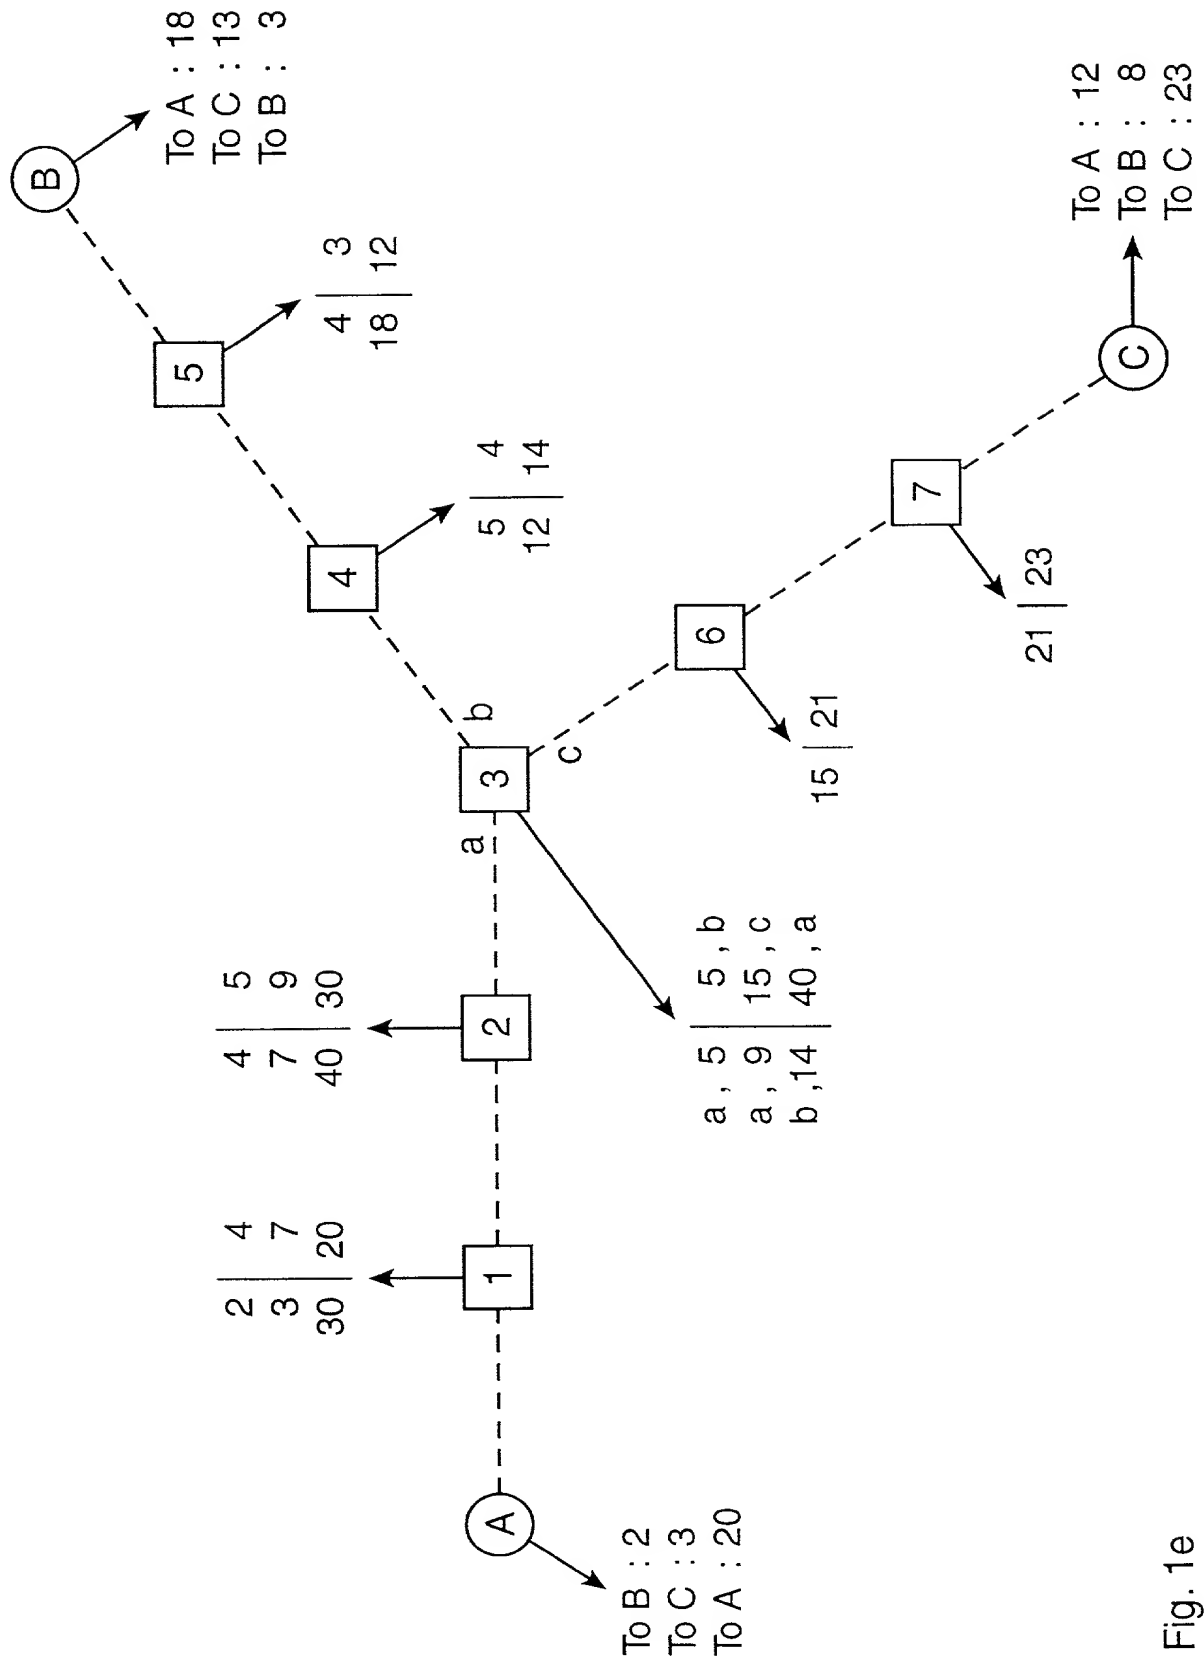 B
To A : 18
To C : 13
To B : 3
5
4 3
18 12
4
5 4
12 14
2 4
3 7
30 20
4 5
7 9
40 30
A
1
2
a
3
b
c
To B : 2
To C : 3
To A : 20
a , 5 5 , b
a , 9 15 , c
b ,14 40 , a
6
15 21
7
21 23
C
To A : 12
To B : 8
To C : 23
Fig. 1e